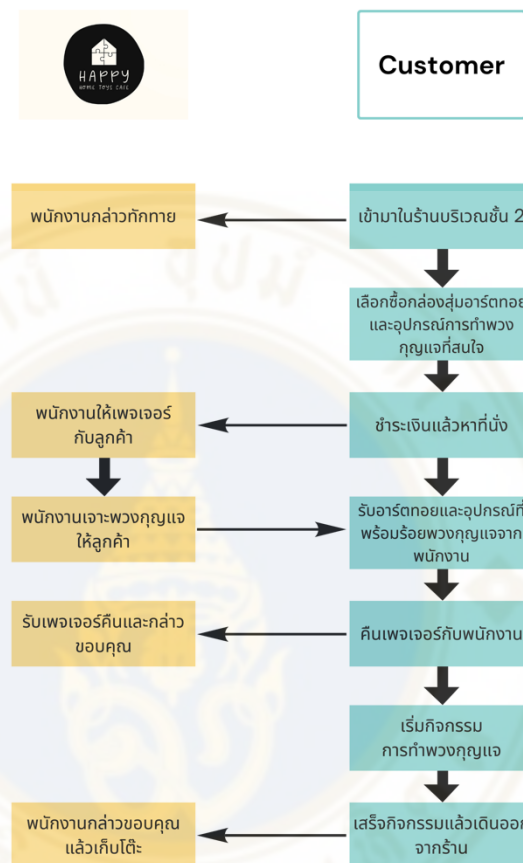 HAPPY
HOME TOYS CAFE
Customer
พนักงานกล่าวทักทาย
เข้ามาในร้านบริเวณชั้น 2
เลือกซื้อกล่องสุ่มอาร์ตทอย
และอุปกรณ์การทำพวง
กุญแจที่สนใจ
พนักงานให้เพจเจอร์
กับลูกค้า
ชำระเงินแล้วหาที่นั่ง
พนักงานเจาะพวงกุญแจ
ให้ลูกค้า
รับอาร์ตทอยและอุปกรณ์ที่
พร้อมร้อยพวงกุญแจจาก
พนักงาน
รับเพจเจอร์คืนและกล่าว
ขอบคุณ
คืนเพจเจอร์กับพนักงาน
เริ่มกิจกรรม
การทำพวงกุญแจ
พนักงานกล่าวขอบคุณ
แล้วเก็บโต๊ะ
เสร็จกิจกรรมแล้วเดินออก
จากร้าน